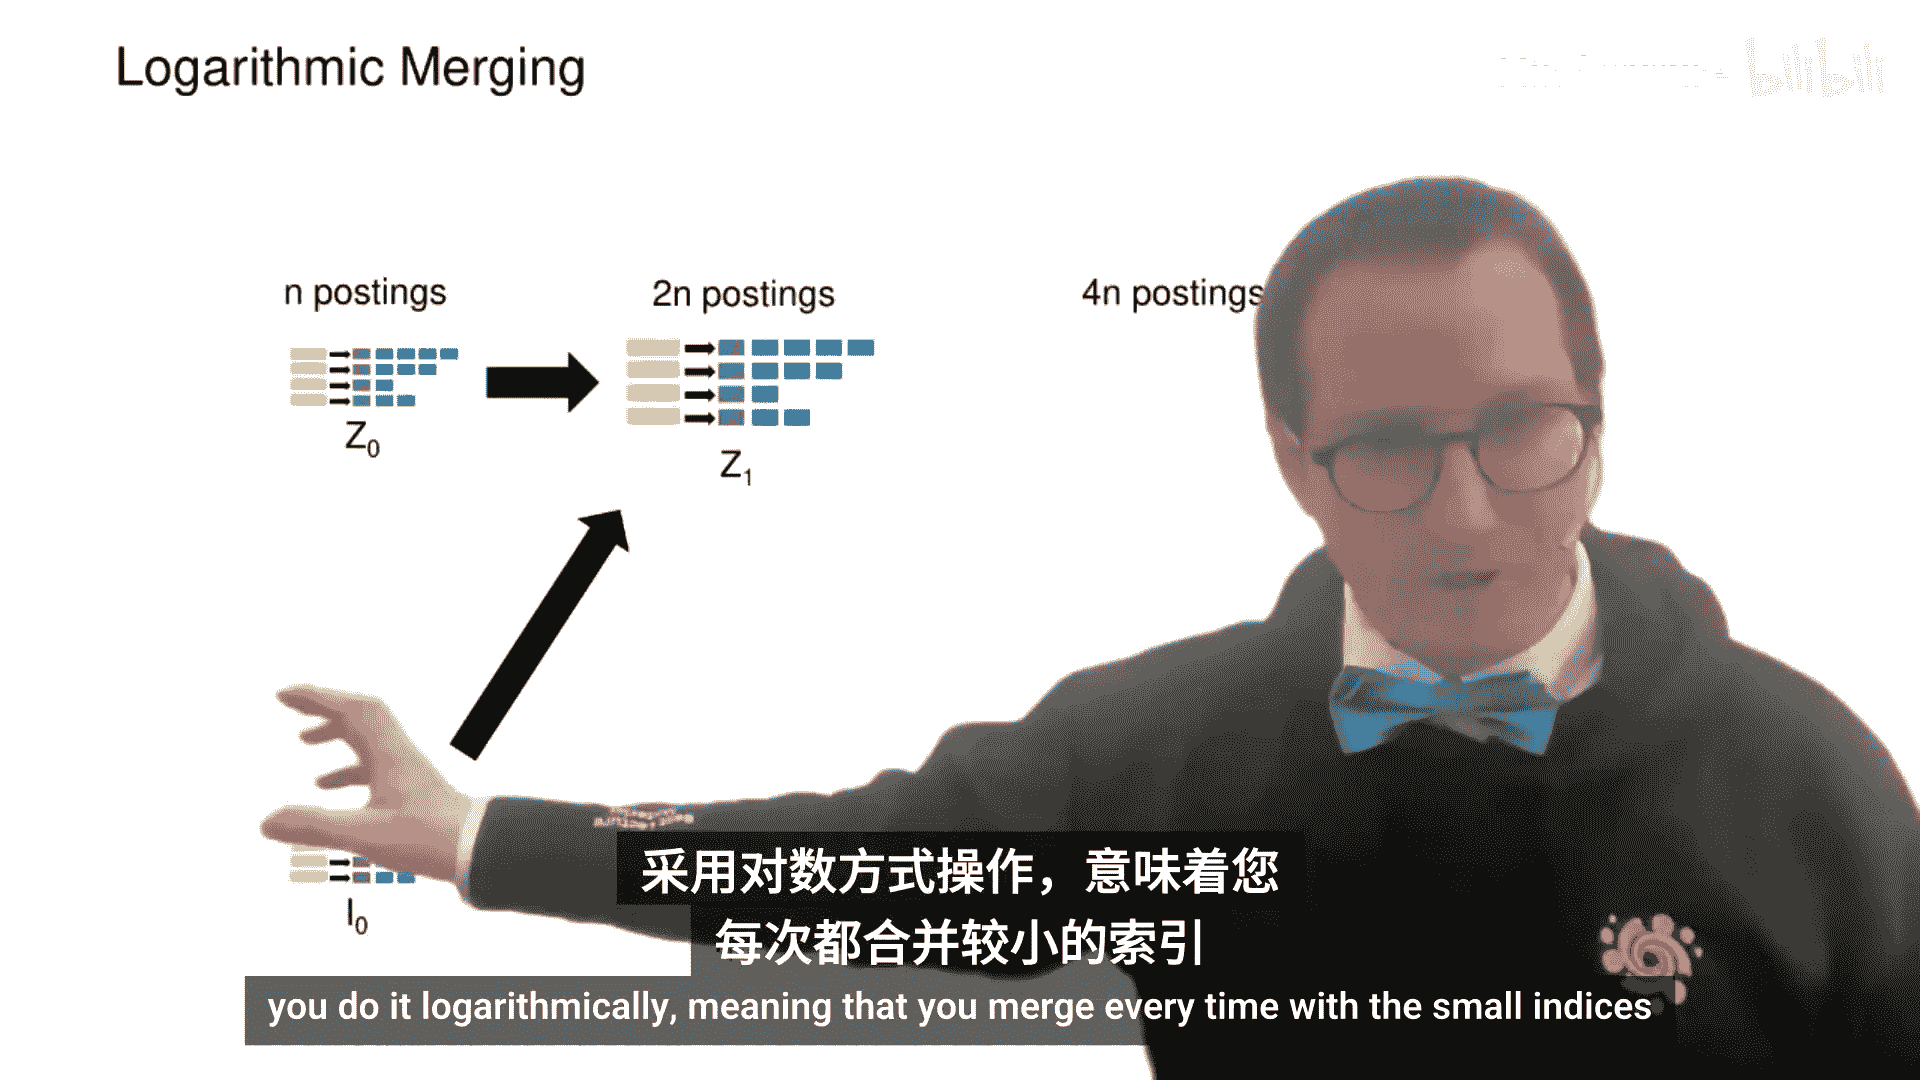 Logarithmic Merging
bilibili
n postings
2n postings
4n postings
Z0
Z1
I0
采用对数方式操作，意味着您
每次都合并较小的索引
you do it logarithmically, meaning that you merge every time with the small indices